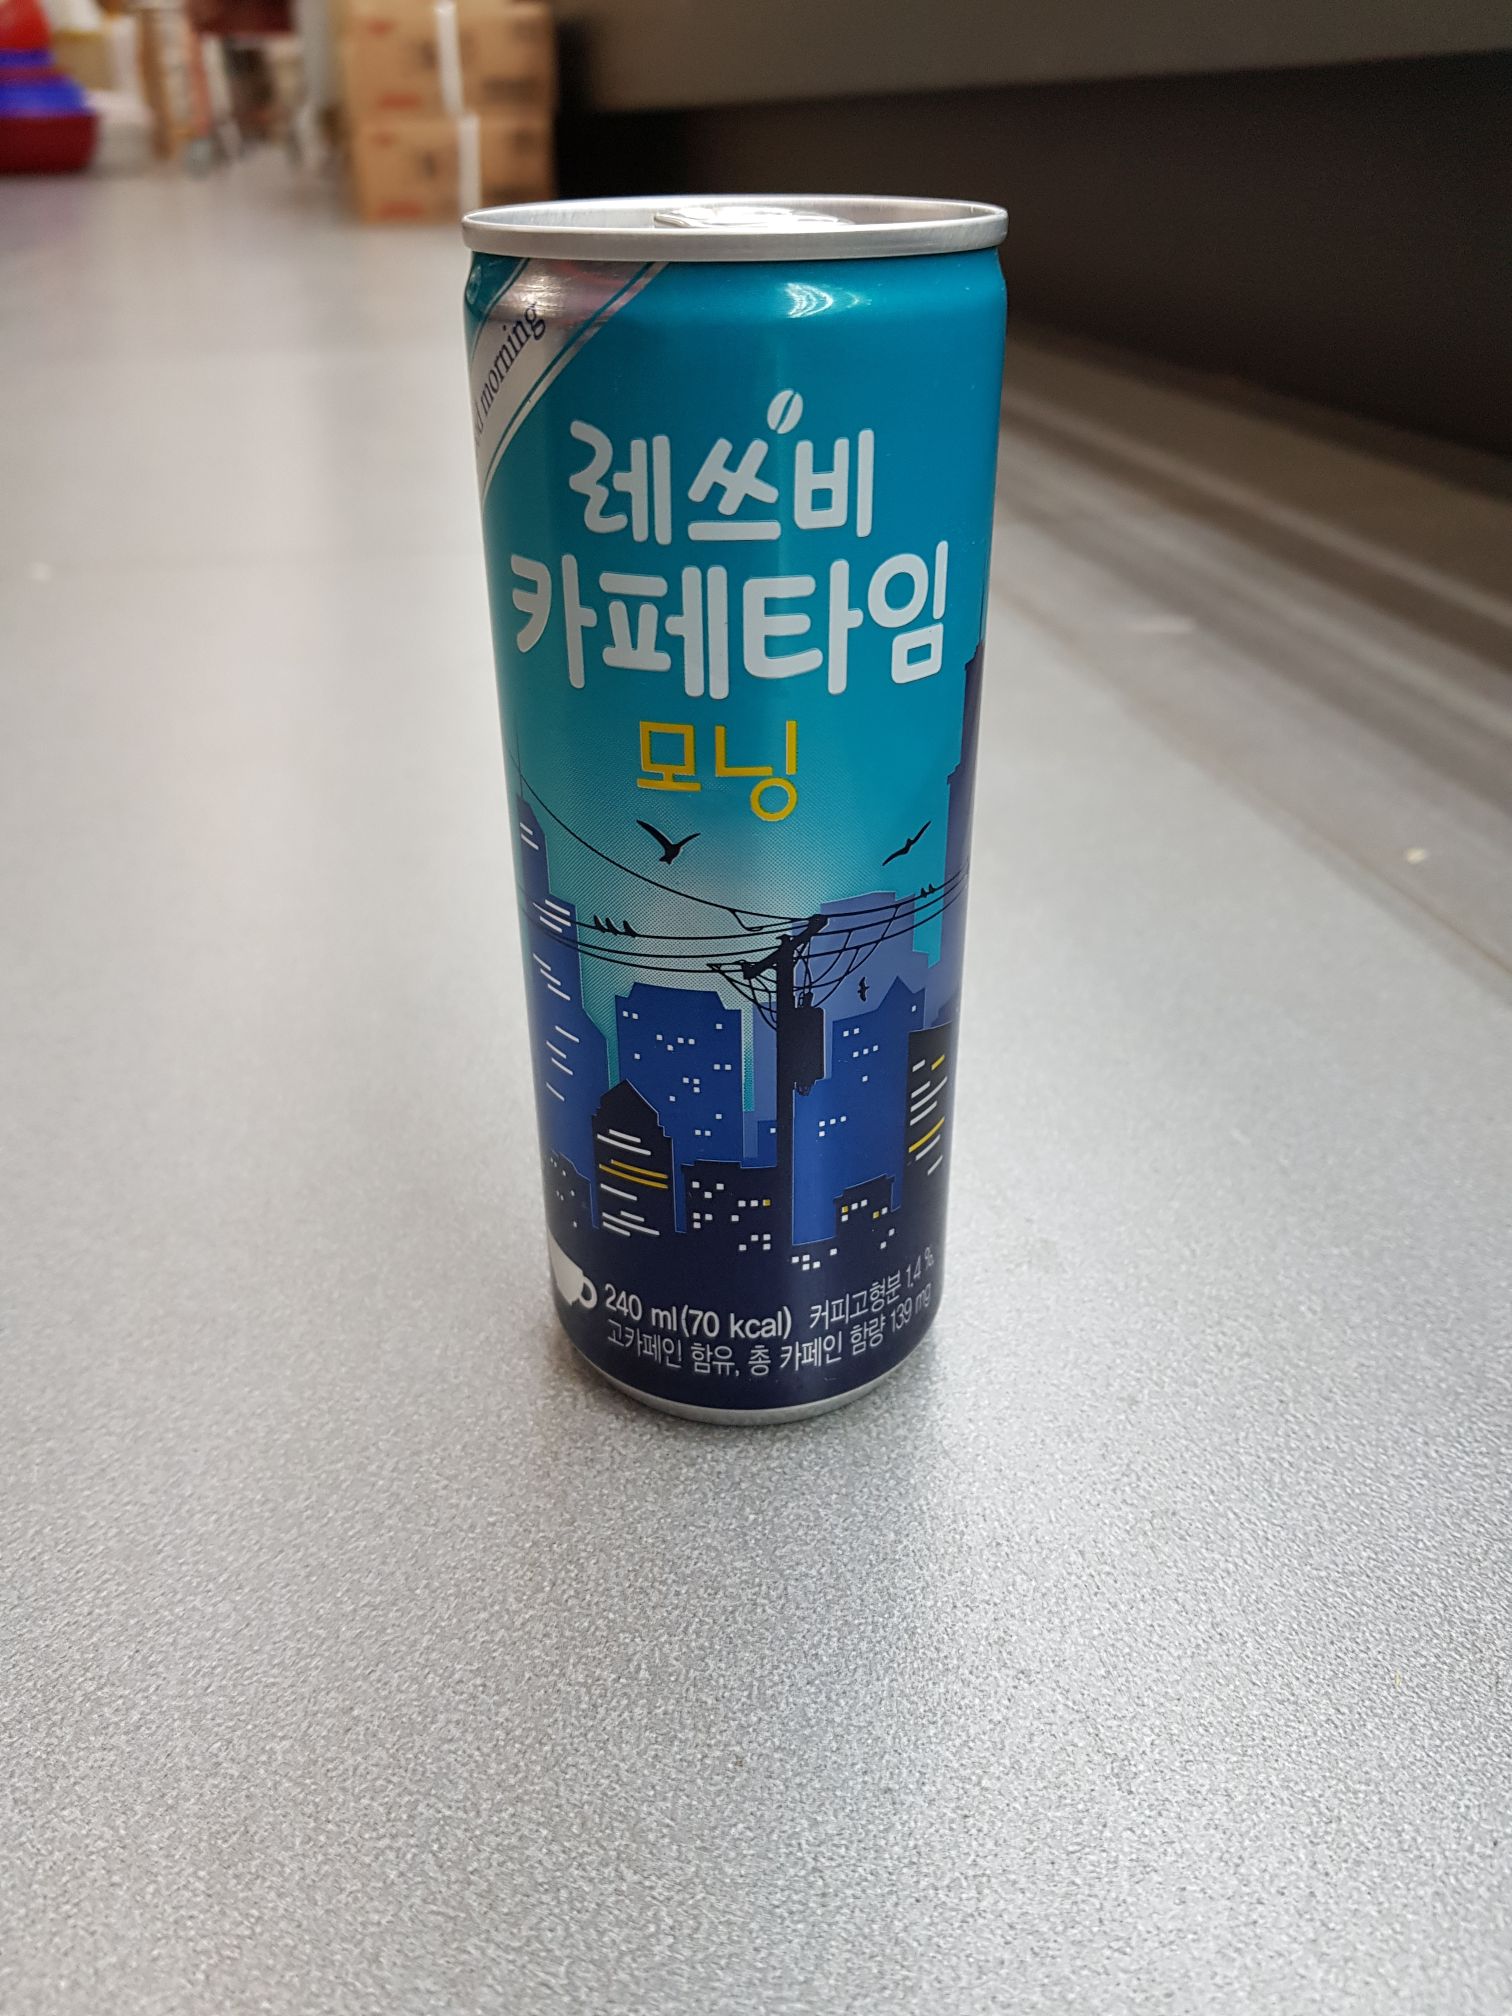 morning
레쓰비
카페타임
모닝
240 ml(70 kcal) 커피고형분 1.4 %
고카페인 함유, 총 카페인 함량 139 mg